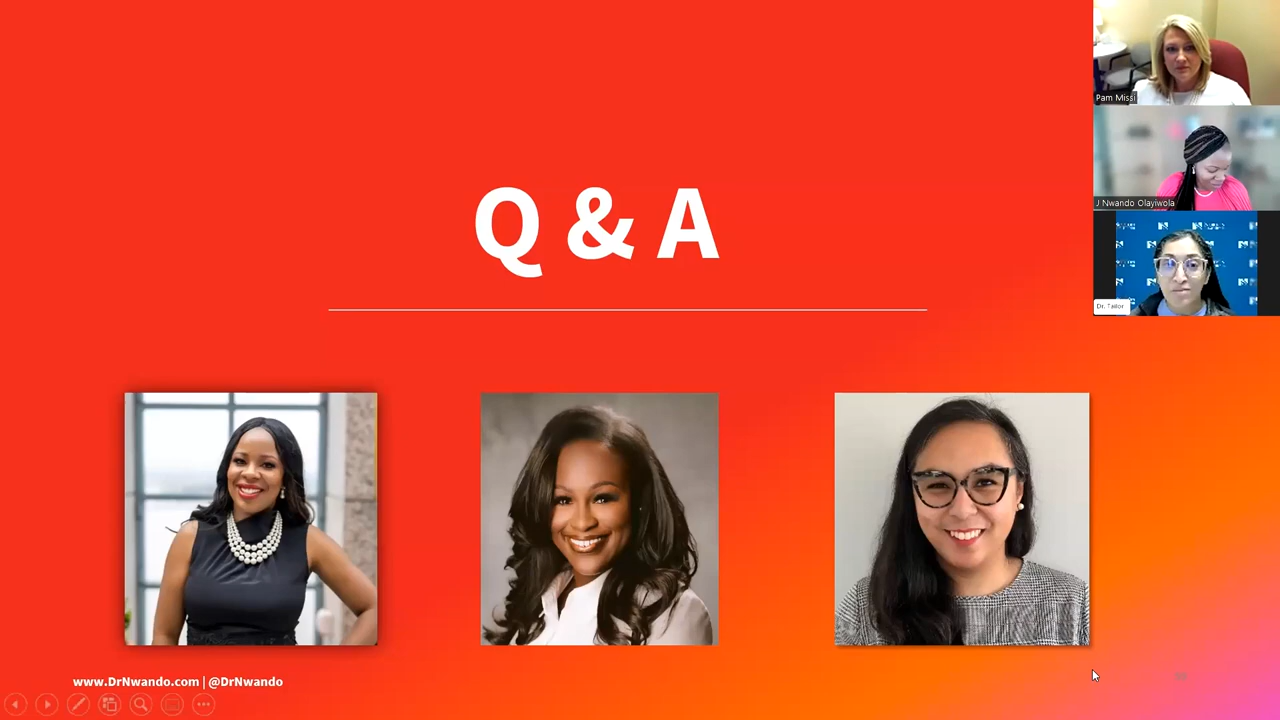 Q & A
www.DrNwando.com | @DrNwando
Pam Missi
J Nwando Olayiwola
Dr. Tailor